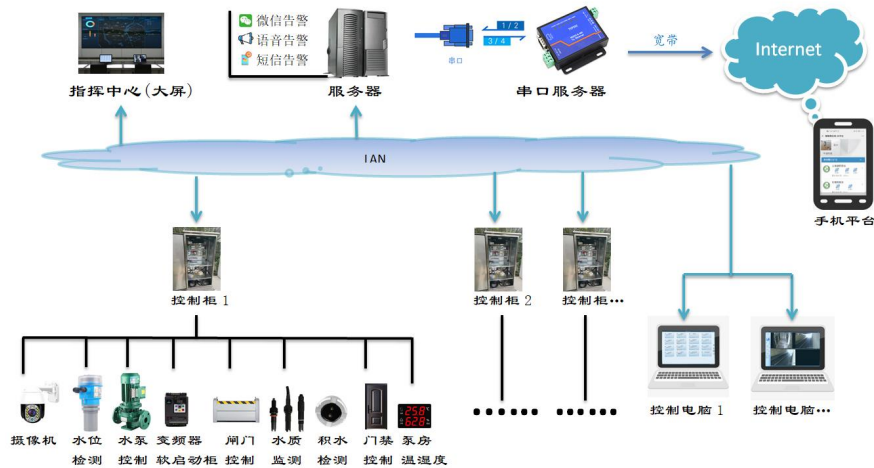 微信告警
语音告警
短信告警
1 / 2
3 / 4
串口
宽带
Internet
指挥中心(大屏)
服务器
串口服务器
LAN
手机平台
控制柜 1
控制柜 2
控制柜…
控制电脑 1
控制电脑…
摄像机
水位
检测
水泵
控制
变频器
软启动柜
闸门
控制
水质
监测
积水
检测
门禁
控制
泵房
温湿度
25.8
62.8